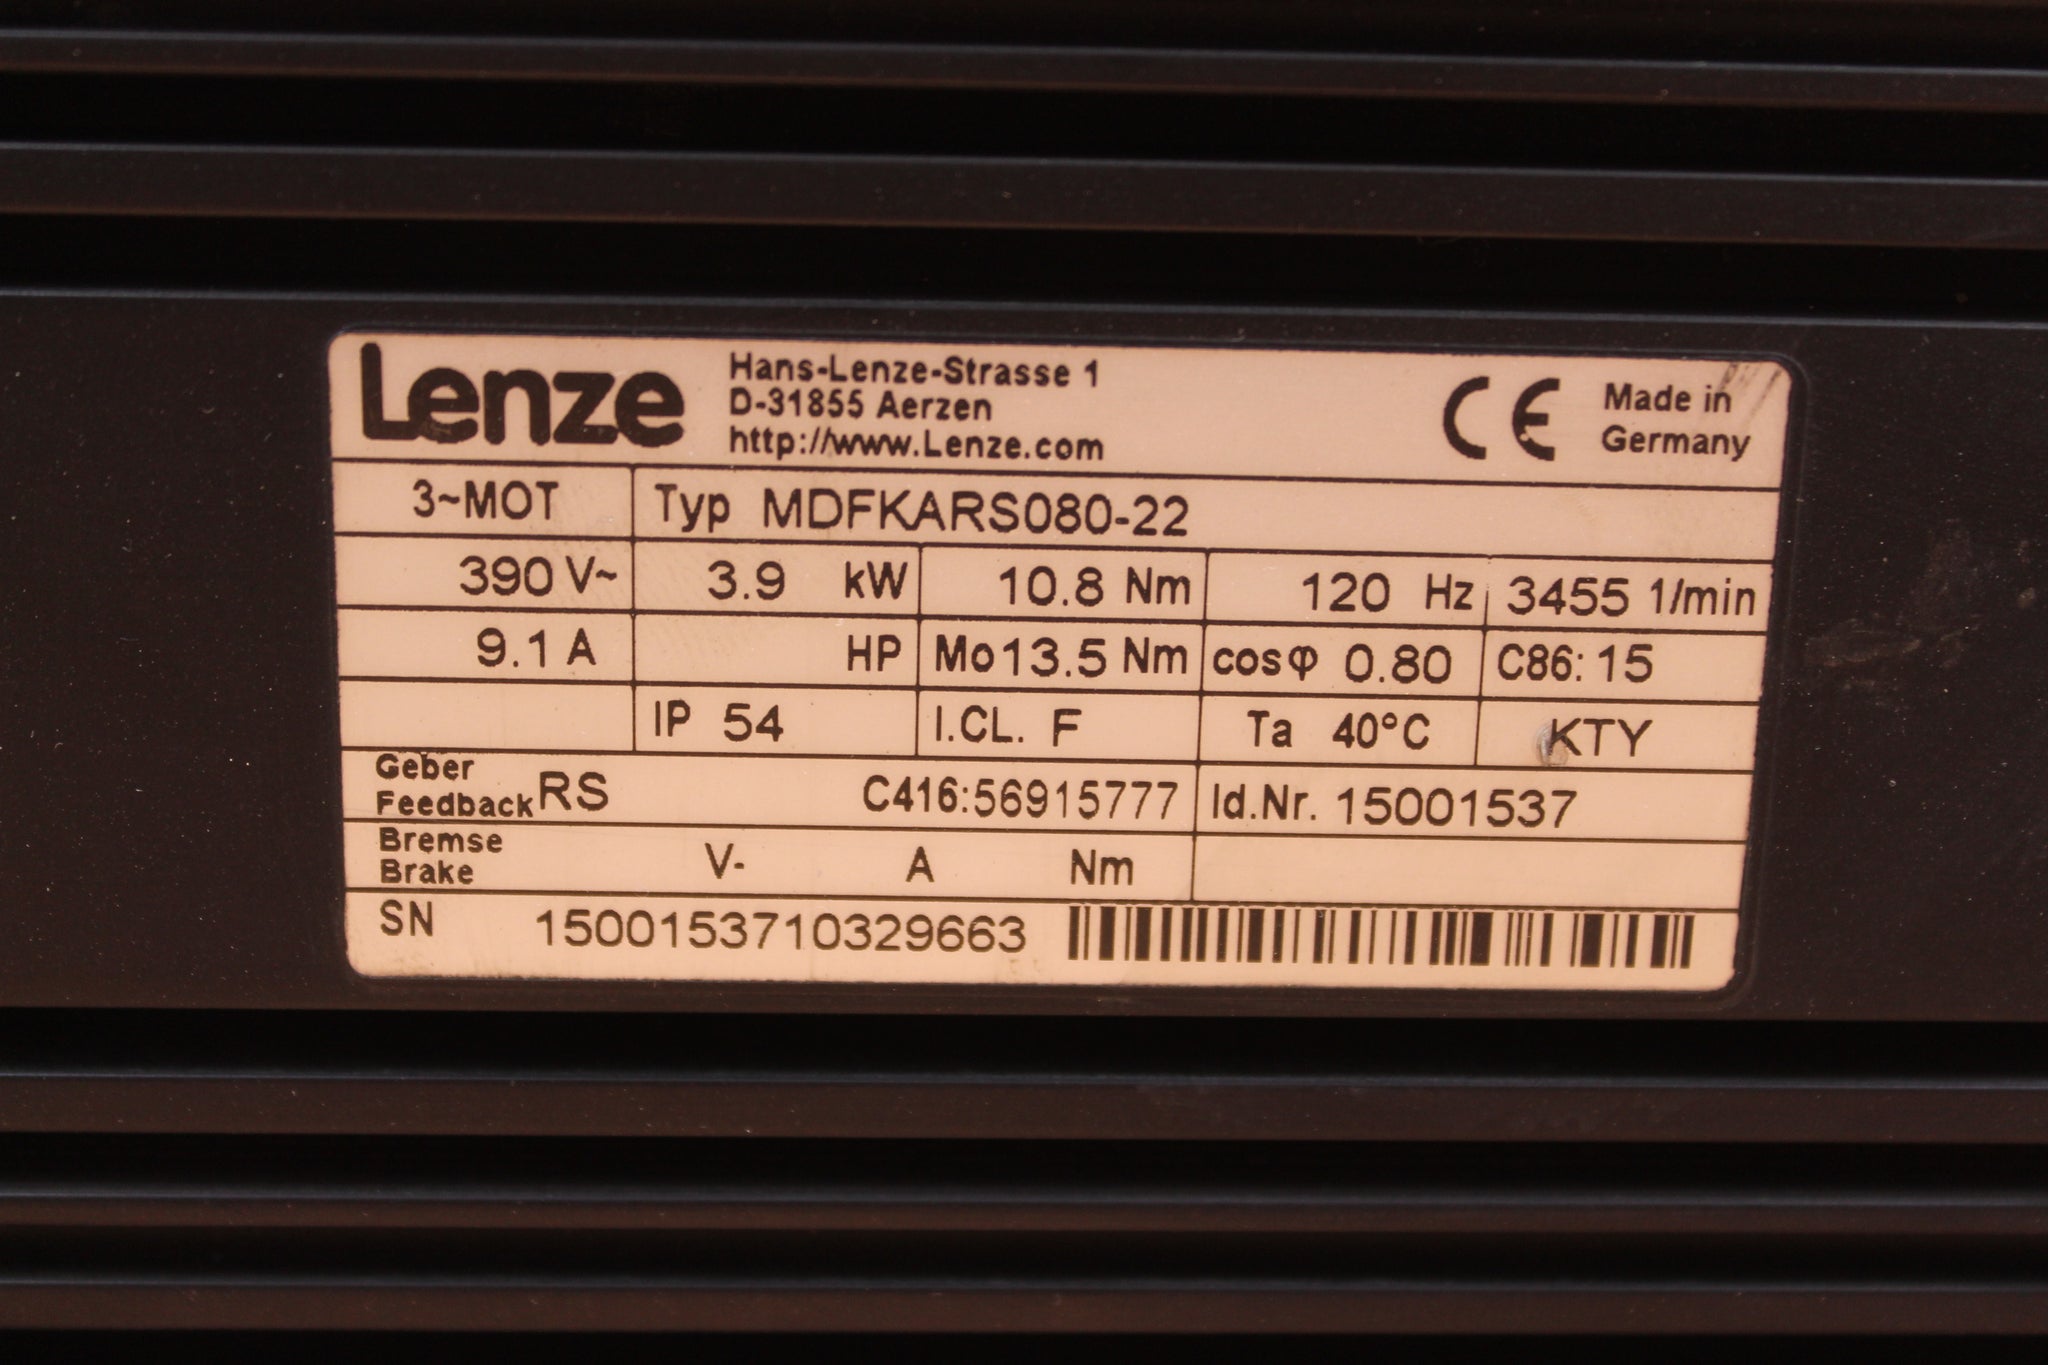 Lenze
Hans-Lenze-Strasse 1
D-31855 Aerzen
http://www.Lenze.com
CE
Made in
Germany
3~MOT Typ MDFKARS080-22
390 V~ 3.9 kW 10.8 Nm 120 Hz 3455 1/min
9.1 A HP Mo 13.5 Nm cosφ 0.80 C86: 15
IP 54 I.CL. F Ta 40°C KTY
Geber
Feedback RS C416:56915777 Id.Nr. 15001537
Bremse
Brake V- A Nm
SN 1500153710329663